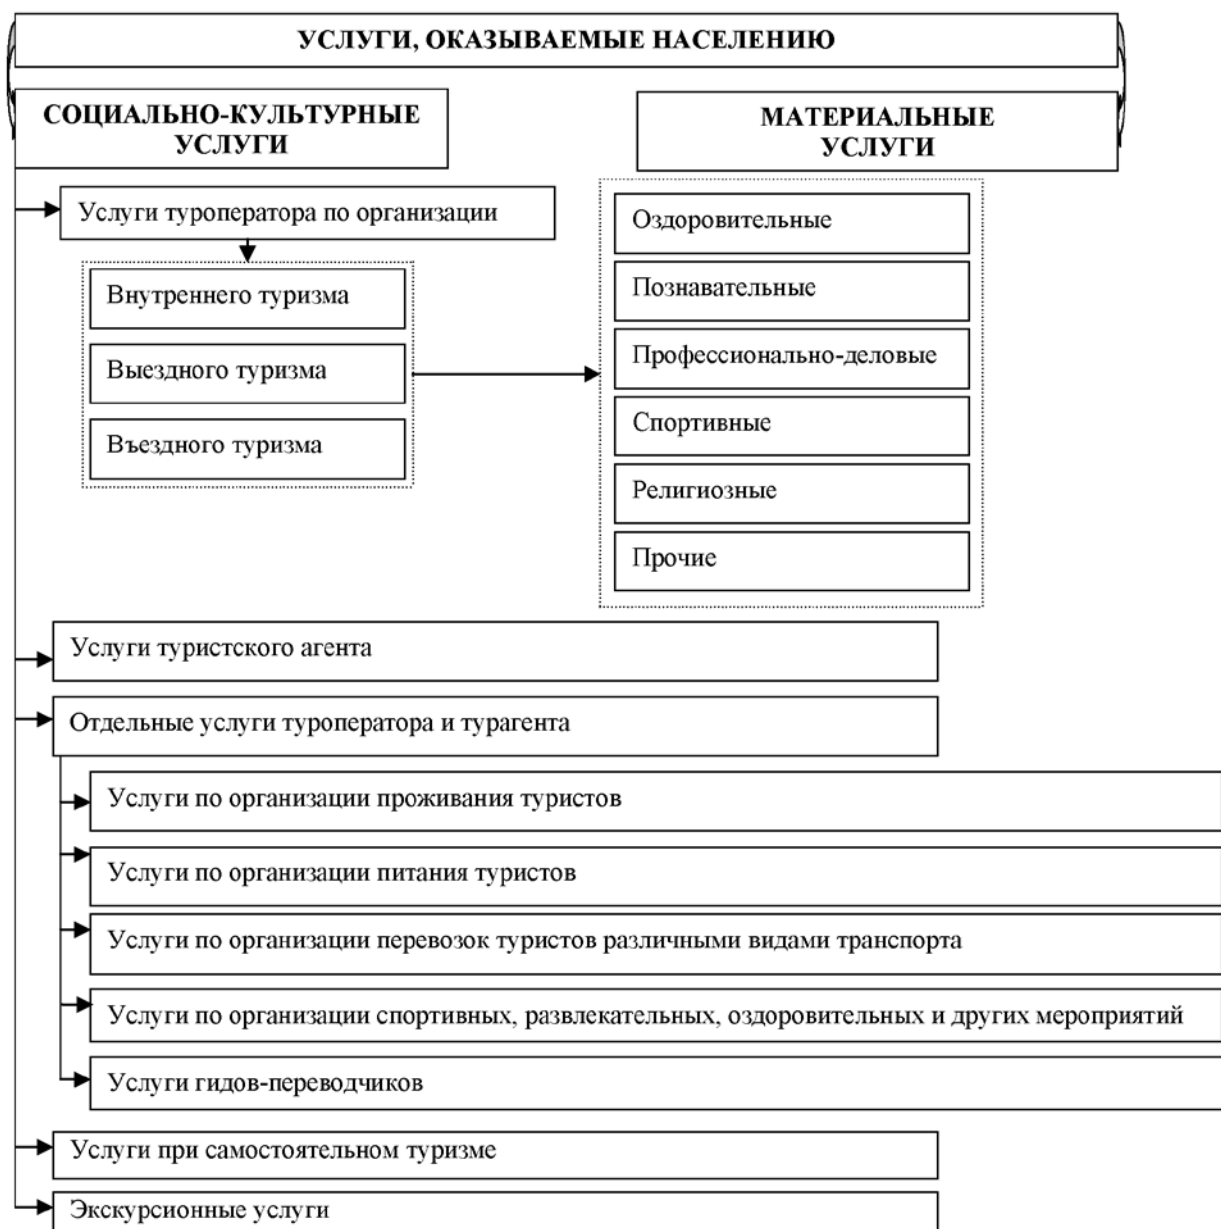 УСЛУГИ, ОКАЗЫВАЕМЫЕ НАСЕЛЕНИЮ
СОЦИАЛЬНО-КУЛЬТУРНЫЕ
УСЛУГИ
МАТЕРИАЛЬНЫЕ
УСЛУГИ
Услуги туроператора по организации
Внутреннего туризма
Выездного туризма
Въездного туризма
Оздоровительные
Познавательные
Профессионально-деловые
Спортивные
Религиозные
Прочие
Услуги туристского агента
Отдельные услуги туроператора и турагента
Услуги по организации проживания туристов
Услуги по организации питания туристов
Услуги по организации перевозок туристов различными видами транспорта
Услуги по организации спортивных, развлекательных, оздоровительных и других мероприятий
Услуги гидов-переводчиков
Услуги при самостоятельном туризме
Экскурсионные услуги